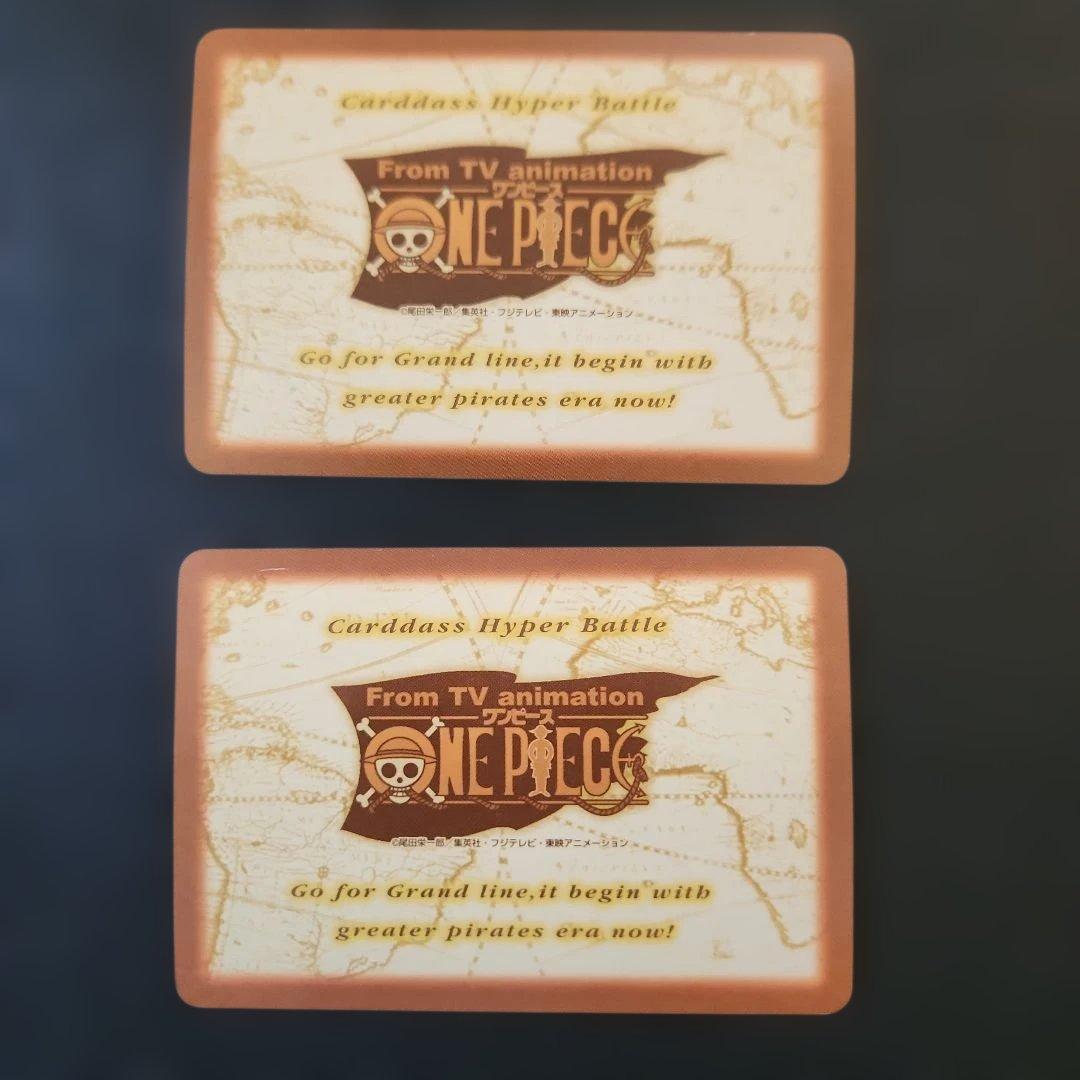 Carddass Hyper Battle
From TV animation
ワンピース
ONE PIECE
©尾田栄一郎／集英社・フジテレビ・東映アニメーション
Go for Grand line,it begin with
greater pirates era now!
Carddass Hyper Battle
From TV animation
ワンピース
ONE PIECE
©尾田栄一郎／集英社・フジテレビ・東映アニメーション
Go for Grand line,it begin with
greater pirates era now!